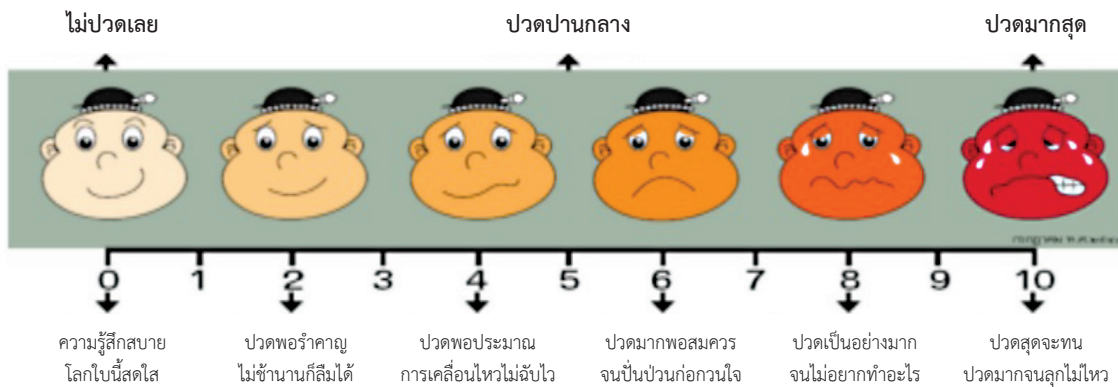 ไม่ปวดเลย ปวดปานกลาง ปวดมากสุด
0 1 2 3 4 5 6 7 8 9 10
ความรู้สึกสบาย ปวดพอรำคาญ ปวดพอประมาณ ปวดมากพอสมควร ปวดเป็นอย่างมาก ปวดสุดจะทน
โลกใบนี้สดใส ไม่ช้านานก็ลืมได้ การเคลื่อนไหวไม่ฉับไว จนปั่นป่วนก่อกวนใจ จนไม่อยากทำอะไร ปวดมากจนลุกไม่ไหว